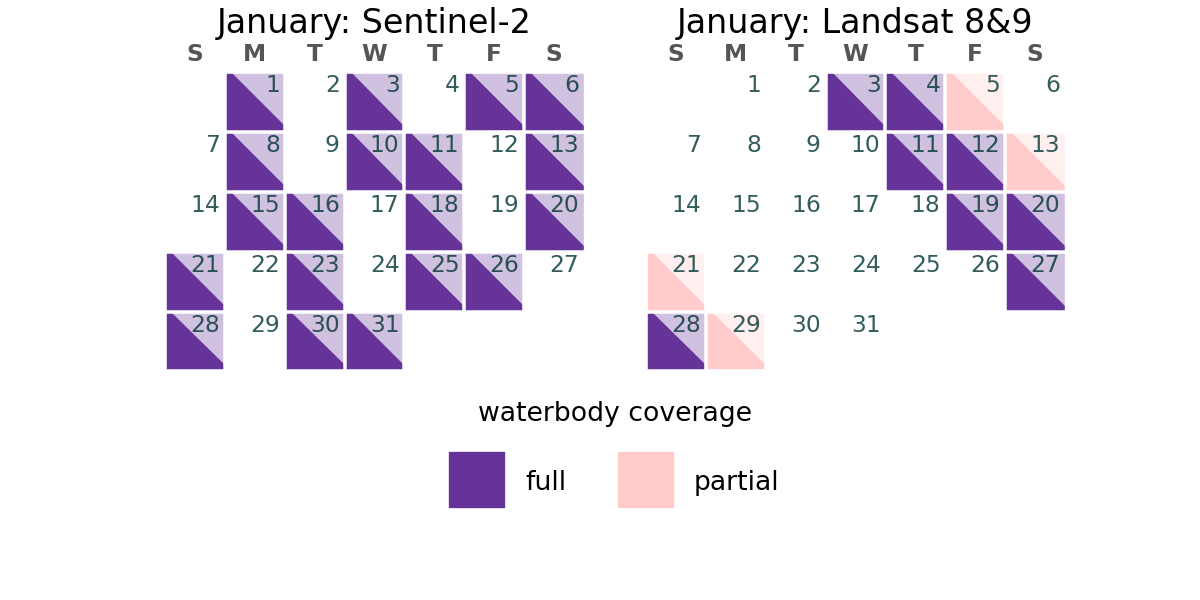 January: Sentinel-2
S M T W T F S
1 2 3 4 5 6
7 8 9 10 11 12 13
14 15 16 17 18 19 20
21 22 23 24 25 26 27
28 29 30 31
January: Landsat 8&9
S M T W T F S
1 2 3 4 5 6
7 8 9 10 11 12 13
14 15 16 17 18 19 20
21 22 23 24 25 26 27
28 29 30 31
waterbody coverage
full partial